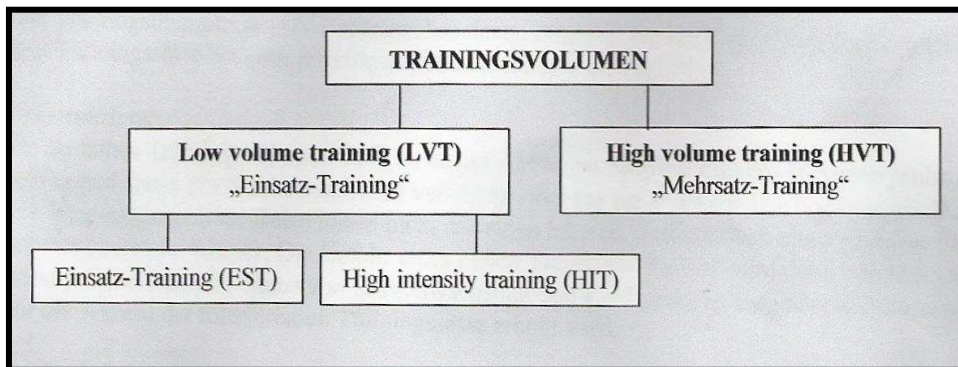 TRAININGSVOLUMEN
Low volume training (LVT)
„Einsatz-Training“
High volume training (HVT)
„Mehrsatz-Training“
Einsatz-Training (EST)
High intensity training (HIT)